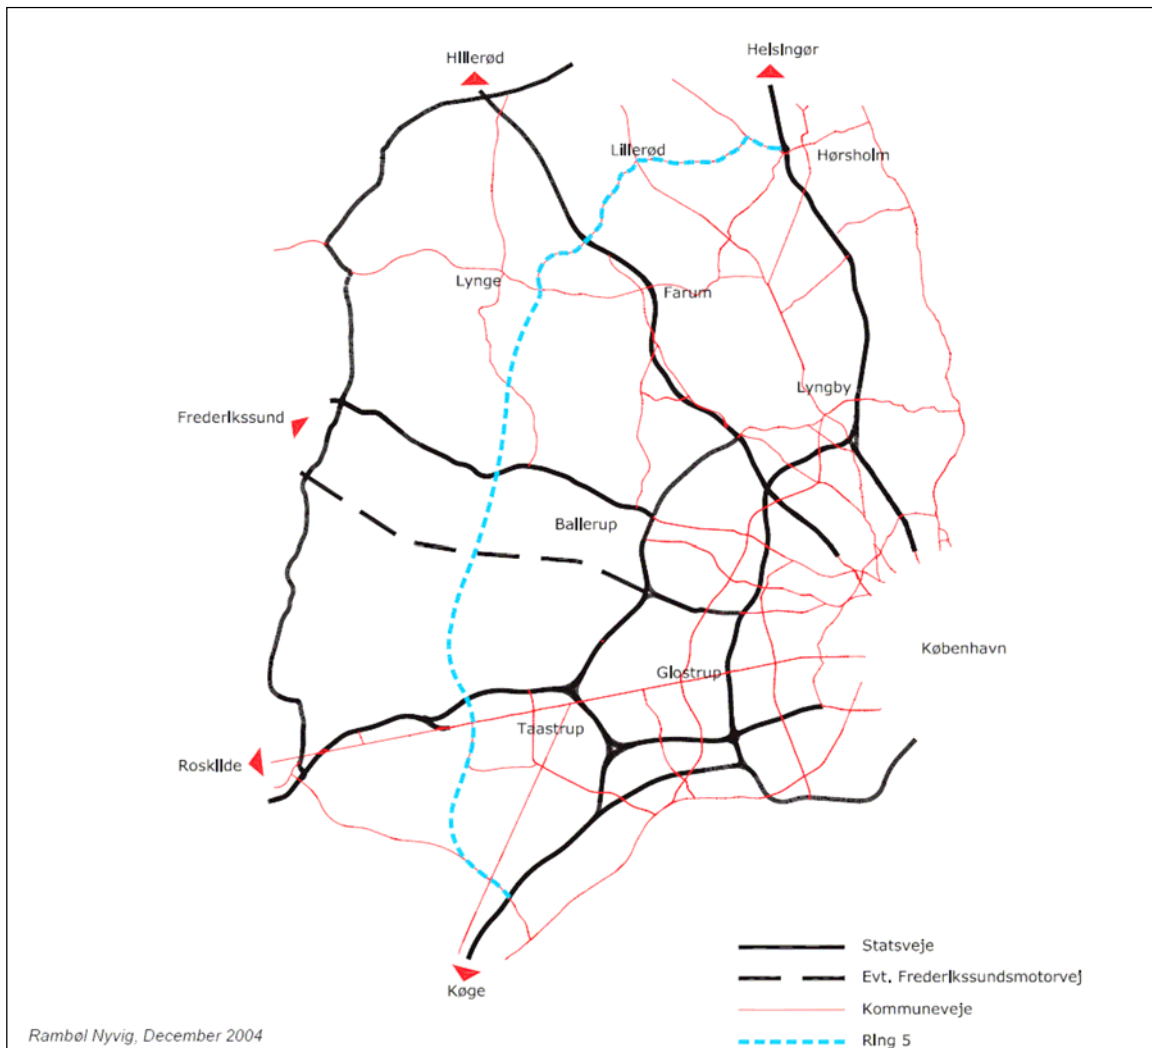 Hillerød
Helsingør
Lillerød
Hørsholm
Lynge
Farum
Lyngby
Frederikssund
Ballerup
København
Glostrup
Taastrup
Roskilde
Køge
Statsveje
Evt. Frederikssundsmotorvej
Kommuneveje
Ring 5
Rambøl Nyvig, December 2004